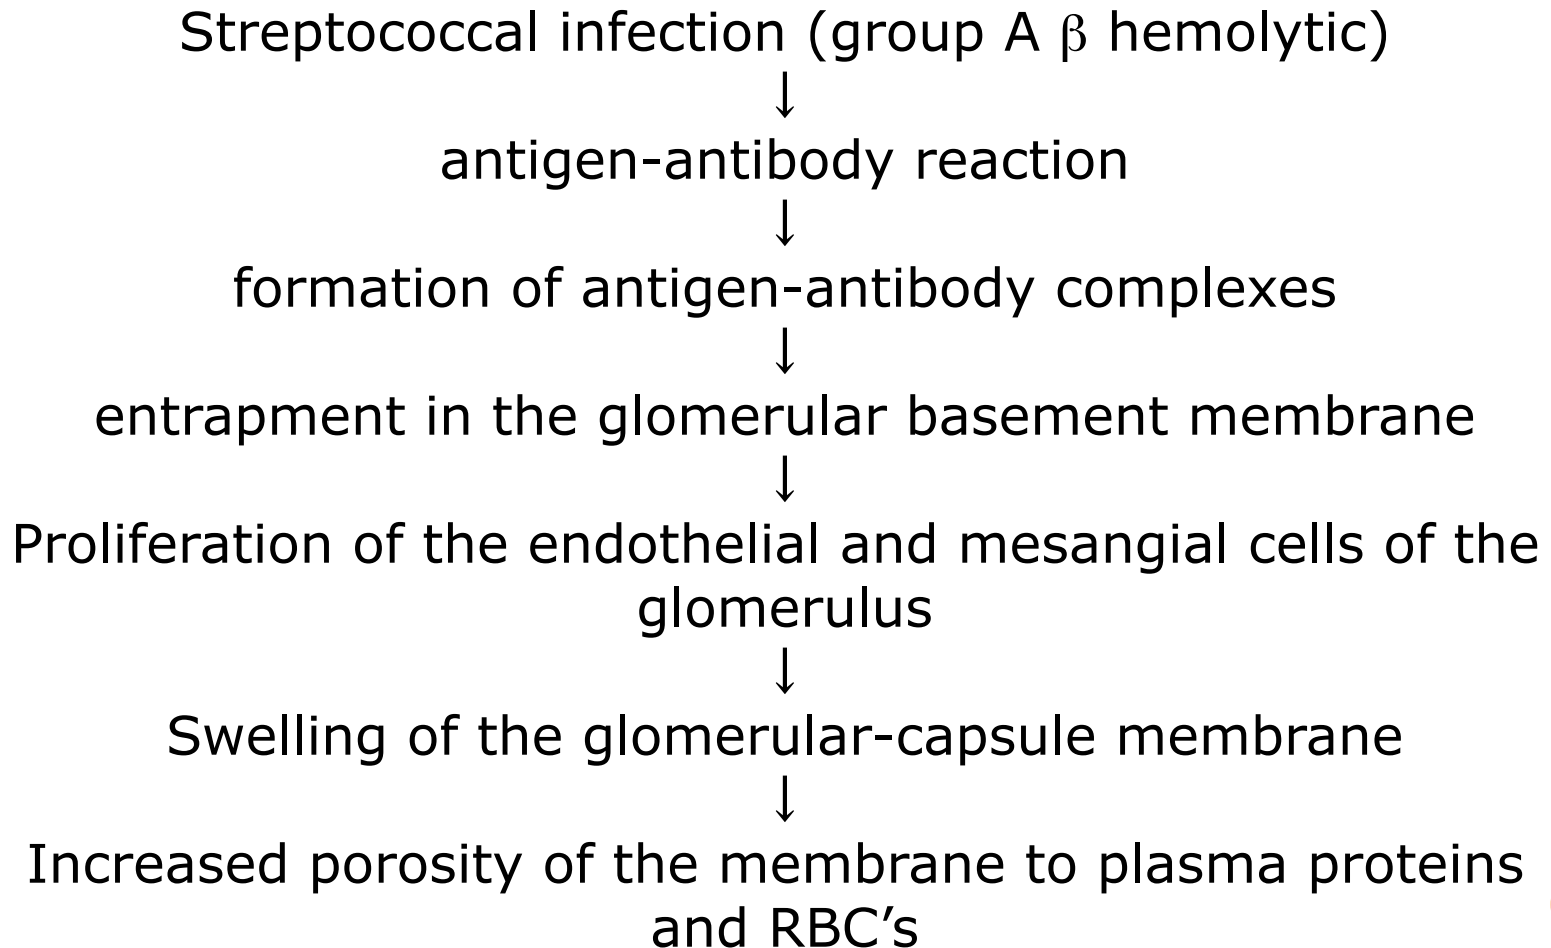 Streptococcal infection (group A β hemolytic)
↓
antigen-antibody reaction
↓
formation of antigen-antibody complexes
↓
entrapment in the glomerular basement membrane
↓
Proliferation of the endothelial and mesangial cells of the
glomerulus
↓
Swelling of the glomerular-capsule membrane
↓
Increased porosity of the membrane to plasma proteins
and RBC’s